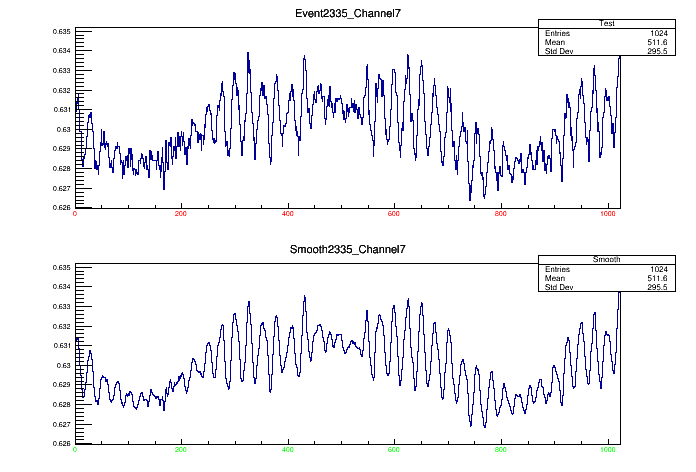 Event2335_Channel7
Test
Entries 1024
Mean 511.6
Std Dev 295.5
0.635
0.634
0.633
0.632
0.631
0.63
0.629
0.628
0.627
0.626
0 200 400 600 800 1000
Smooth2335_Channel7
Smooth
Entries 1024
Mean 511.6
Std Dev 295.5
0.635
0.634
0.633
0.632
0.631
0.63
0.629
0.628
0.627
0.626
0 200 400 600 800 1000